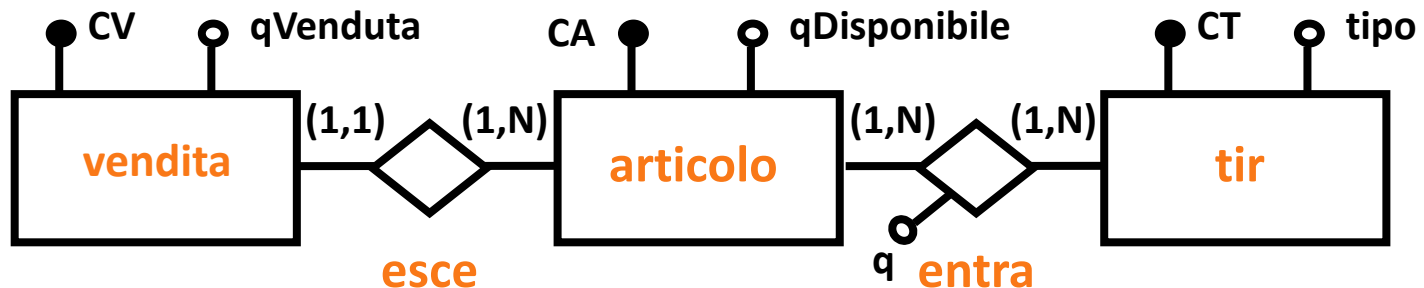 CV qVenduta CA qDisponibile CT tipo
(1,1) (1,N) (1,N) (1,N)
vendita articolo tir
q
esce entra